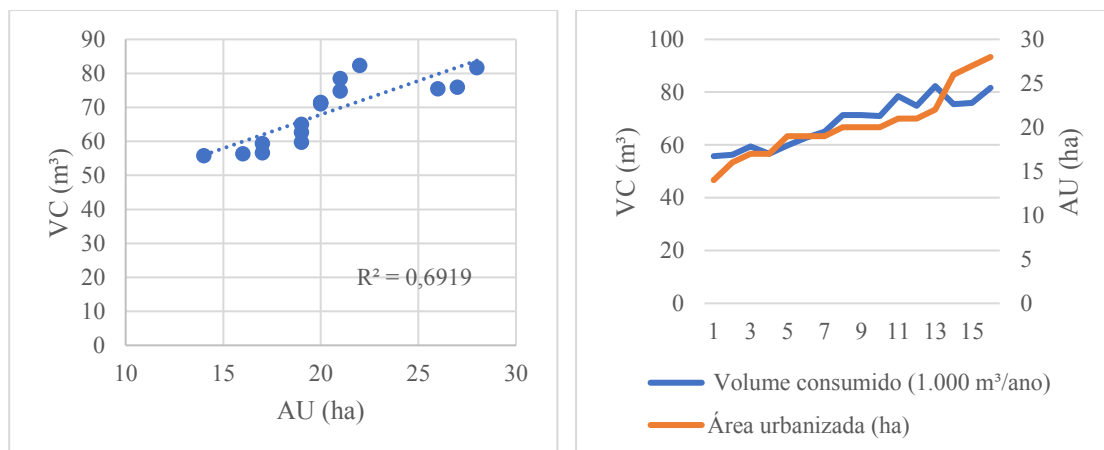 90
80
70
60
50
40
30
20
10
0
VC (m³)
R² = 0,6919
10 15 20 25 30
AU (ha)
100
80
60
40
20
0
VC (m³)
30
25
20
15
10
5
0
AU (ha)
1 3 5 7 9 11 13 15
Volume consumido (1.000 m³/ano)
Área urbanizada (ha)